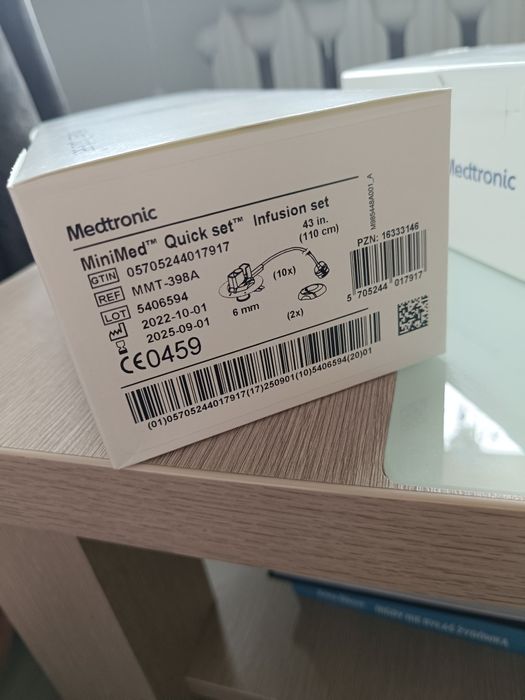 Medtronic
MiniMed™ Quick set™ Infusion set
GTIN 05705244017917
REF MMT-398A
LOT 5406594
2022-10-01
2025-09-01
CE0459
43 in.
(110 cm)
(10x)
6 mm
(2x)
M985448A001_A
PZN: 16333146
5 705244 017917
(01)05705244017917(17)250901(10)5406594(20)01
Medtronic